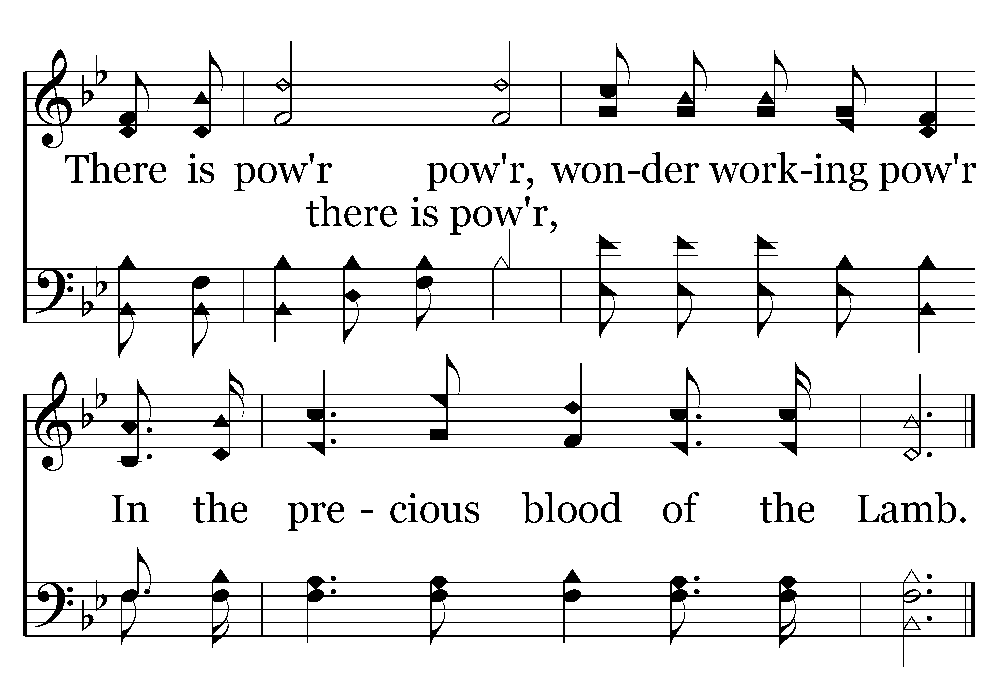 There is pow'r pow'r, won-der work-ing pow'r
there is pow'r,
In the pre - cious blood of the Lamb.